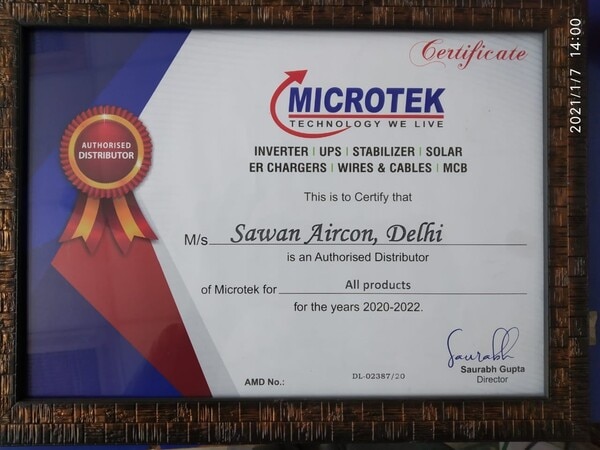 Certificate
2021/1/7 14:00
MICROTEK
TECHNOLOGY WE LIVE
AUTHORISED
DISTRIBUTOR
INVERTER | UPS | STABILIZER | SOLAR
ER CHARGERS | WIRES & CABLES | MCB
This is to Certify that
M/s Sawan Aircon, Delhi
is an Authorised Distributor
of Microtek for All products
for the years 2020-2022.
Saurabh
Saurabh Gupta
Director
AMD No.: DL-02387/20